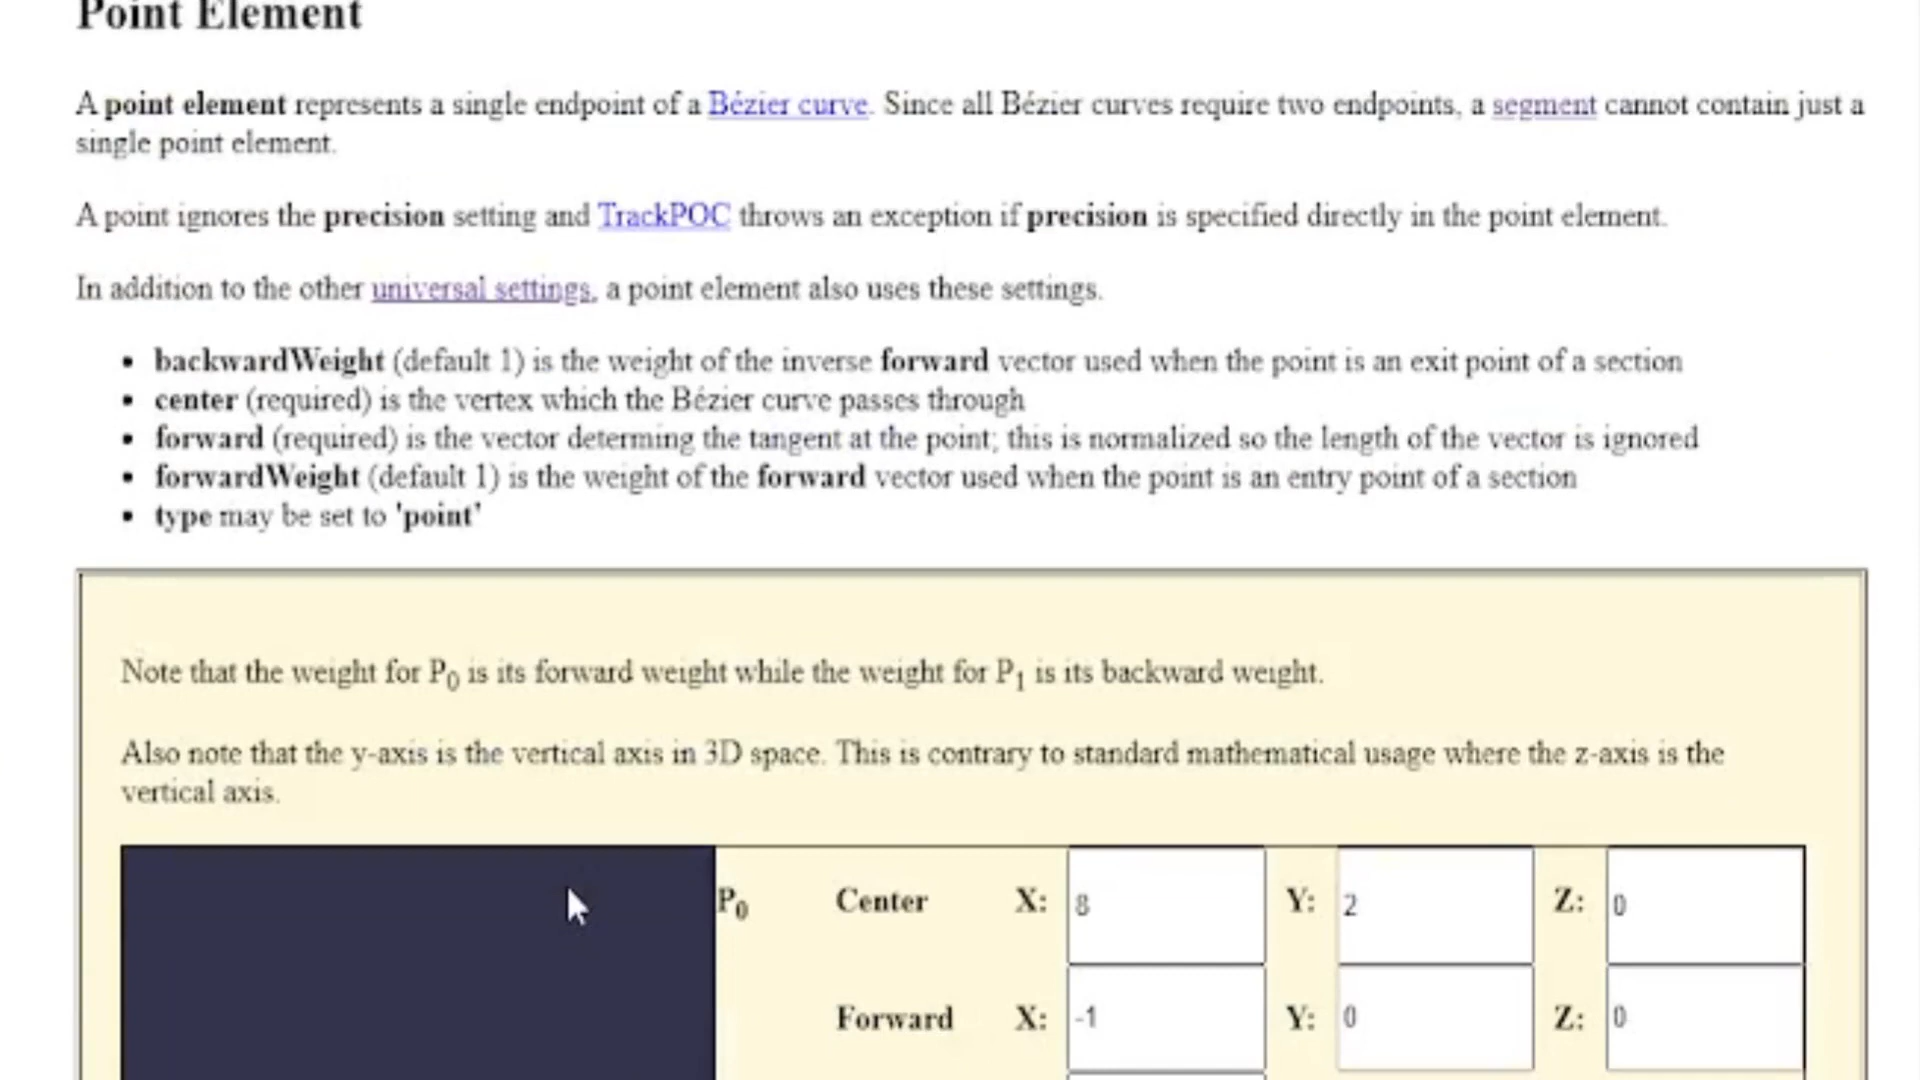 Point Element
A point element represents a single endpoint of a Bézier curve. Since all Bézier curves require two endpoints, a segment cannot contain just a
single point element.
A point ignores the precision setting and TrackPOC throws an exception if precision is specified directly in the point element.
In addition to the other universal settings, a point element also uses these settings.
• backwardWeight (default 1) is the weight of the inverse forward vector used when the point is an exit point of a section
• center (required) is the vertex which the Bézier curve passes through
• forward (required) is the vector determing the tangent at the point; this is normalized so the length of the vector is ignored
• forwardWeight (default 1) is the weight of the forward vector used when the point is an entry point of a section
• type may be set to 'point'
Note that the weight for P0 is its forward weight while the weight for P1 is its backward weight.
Also note that the y-axis is the vertical axis in 3D space. This is contrary to standard mathematical usage where the z-axis is the
vertical axis.
P0 Center X: 8 Y: 2 Z: 0
Forward X: -1 Y: 0 Z: 0